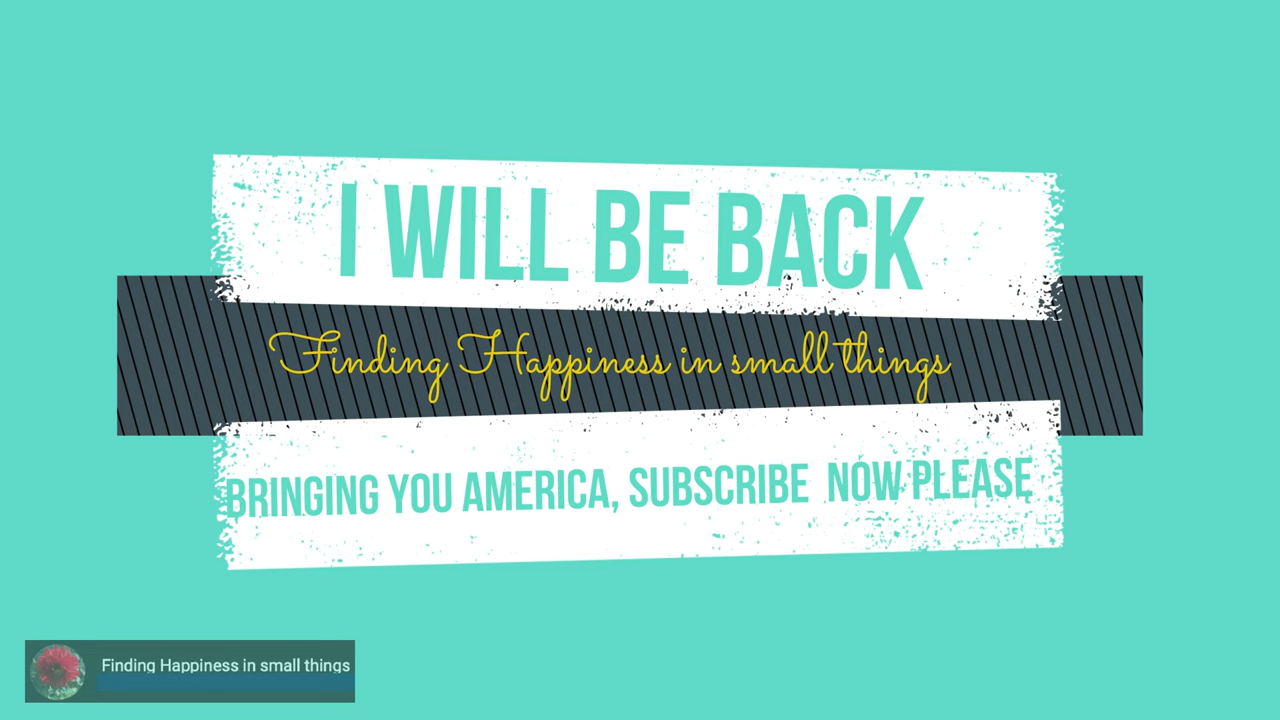 I WILL BE BACK
Finding Happiness in small things
BRINGING YOU AMERICA, SUBSCRIBE NOW PLEASE
Finding Happiness in small things